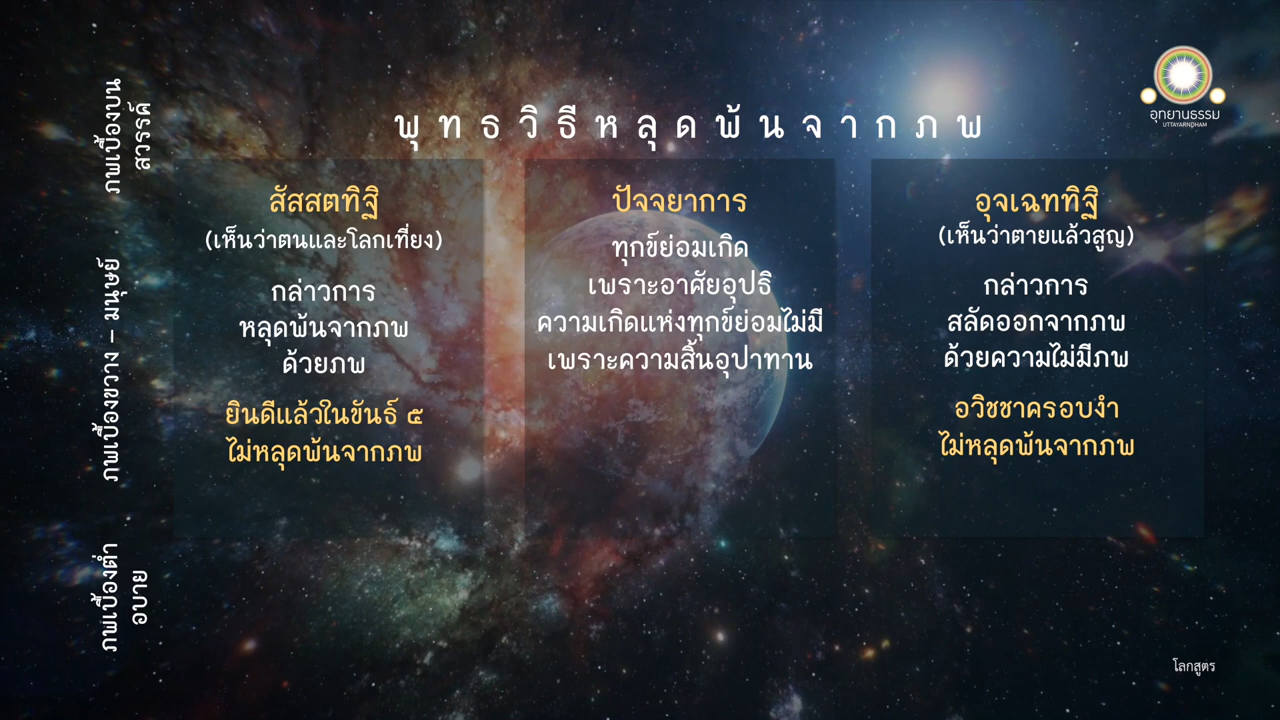 พุทธวิธีหลุดพ้นจากภพ
อุทยานธรรม
UTTAYARNDHAM
ภพเบื้องบน
สวรรค์
ภพเบื้องขวาง – มนุษย์
ภพเบื้องต่ำ
อบาย
สัสสตทิฐิ
(เห็นว่าตนและโลกเที่ยง)
กล่าวการ
หลุดพ้นจากภพ
ด้วยภพ
ยินดีแล้วในขันธ์ ๕
ไม่หลุดพ้นจากภพ
ปัจจยาการ
ทุกข์ย่อมเกิด
เพราะอาศัยอุปธิ
ความเกิดแห่งทุกข์ย่อมไม่มี
เพราะความสิ้นอุปาทาน
อุจเฉททิฐิ
(เห็นว่าตายแล้วสูญ)
กล่าวการ
สลัดออกจากภพ
ด้วยความไม่มีภพ
อวิชชาครอบงำ
ไม่หลุดพ้นจากภพ
โลกสูตร